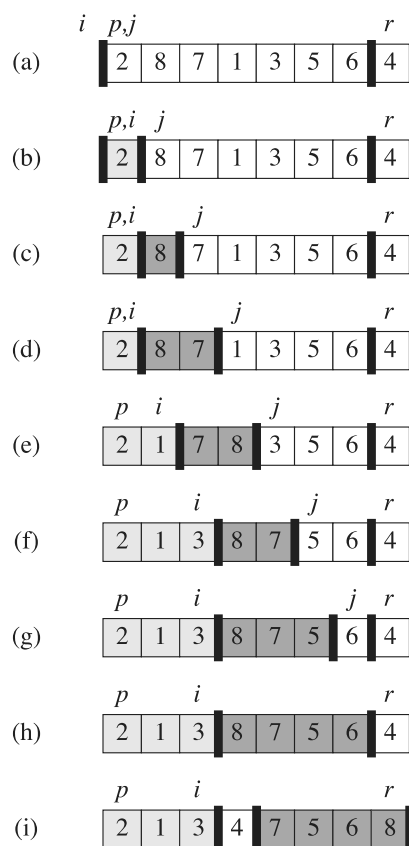 i p,j r
(a) 2 8 7 1 3 5 6 4
p,i j r
(b) 2 8 7 1 3 5 6 4
p,i j r
(c) 2 8 7 1 3 5 6 4
p,i j r
(d) 2 8 7 1 3 5 6 4
p i j r
(e) 2 1 7 8 3 5 6 4
p i j r
(f) 2 1 3 8 7 5 6 4
p i j r
(g) 2 1 3 8 7 5 6 4
p i r
(h) 2 1 3 8 7 5 6 4
p i r
(i) 2 1 3 4 7 5 6 8